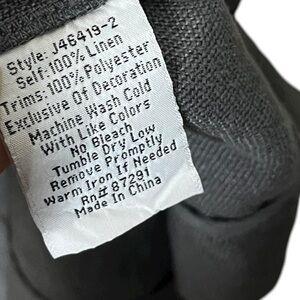 Style: J46419-2
Self:100% Linen
Trims:100% Polyester
Exclusive Of Decoration
Machine Wash Cold
With Like Colors
No Bleach
Tumble Dry Low
Remove Promptly
Warm Iron If Needed
Rn# 87291
Made In China